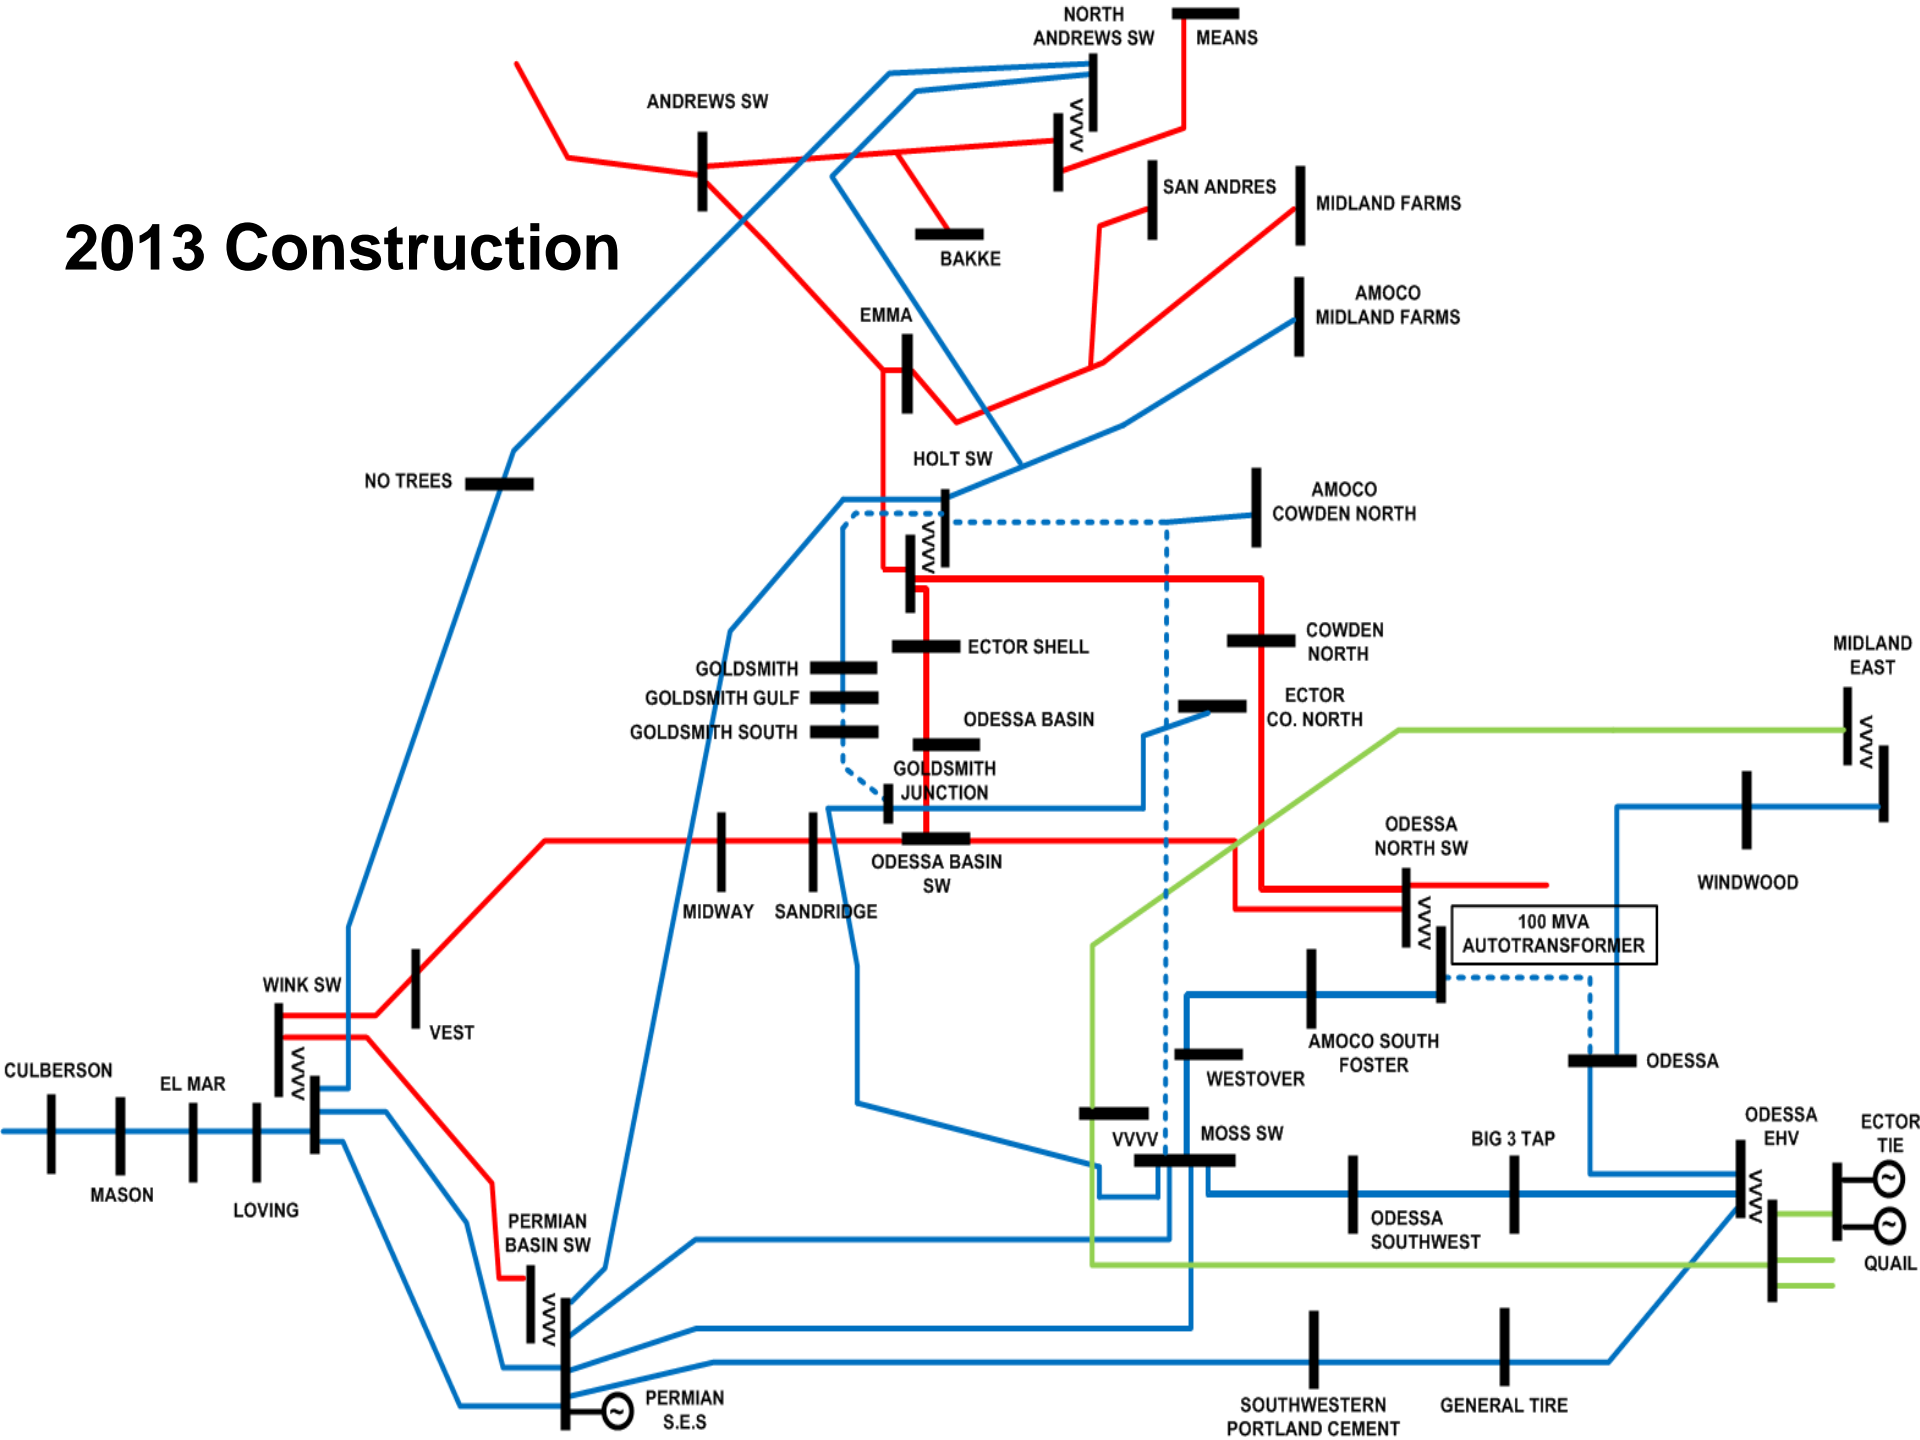 NORTH
ANDREWS SW
MEANS
ANDREWS SW
SAN ANDRES
MIDLAND FARMS
2013 Construction
BAKKE
AMOCO
MIDLAND FARMS
EMMA
HOLT SW
NO TREES
AMOCO
COWDEN NORTH
COWDEN
NORTH
ECTOR SHELL
MIDLAND
EAST
GOLDSMITH
GOLDSMITH GULF
GOLDSMITH SOUTH
ECTOR
CO. NORTH
ODESSA BASIN
GOLDSMITH
JUNCTION
ODESSA
NORTH SW
ODESSA BASIN
SW
WINDWOOD
MIDWAY
SANDRIDGE
100 MVA
AUTOTRANSFORMER
WINK SW
VEST
AMOCO SOUTH
FOSTER
CULBERSON
EL MAR
WESTOVER
ODESSA
ODESSA
EHV
ECTOR
TIE
VVVV
MOSS SW
BIG 3 TAP
MASON
LOVING
PERMIAN
BASIN SW
ODESSA
SOUTHWEST
QUAIL
PERMIAN
S.E.S
SOUTHWESTERN
PORTLAND CEMENT
GENERAL TIRE